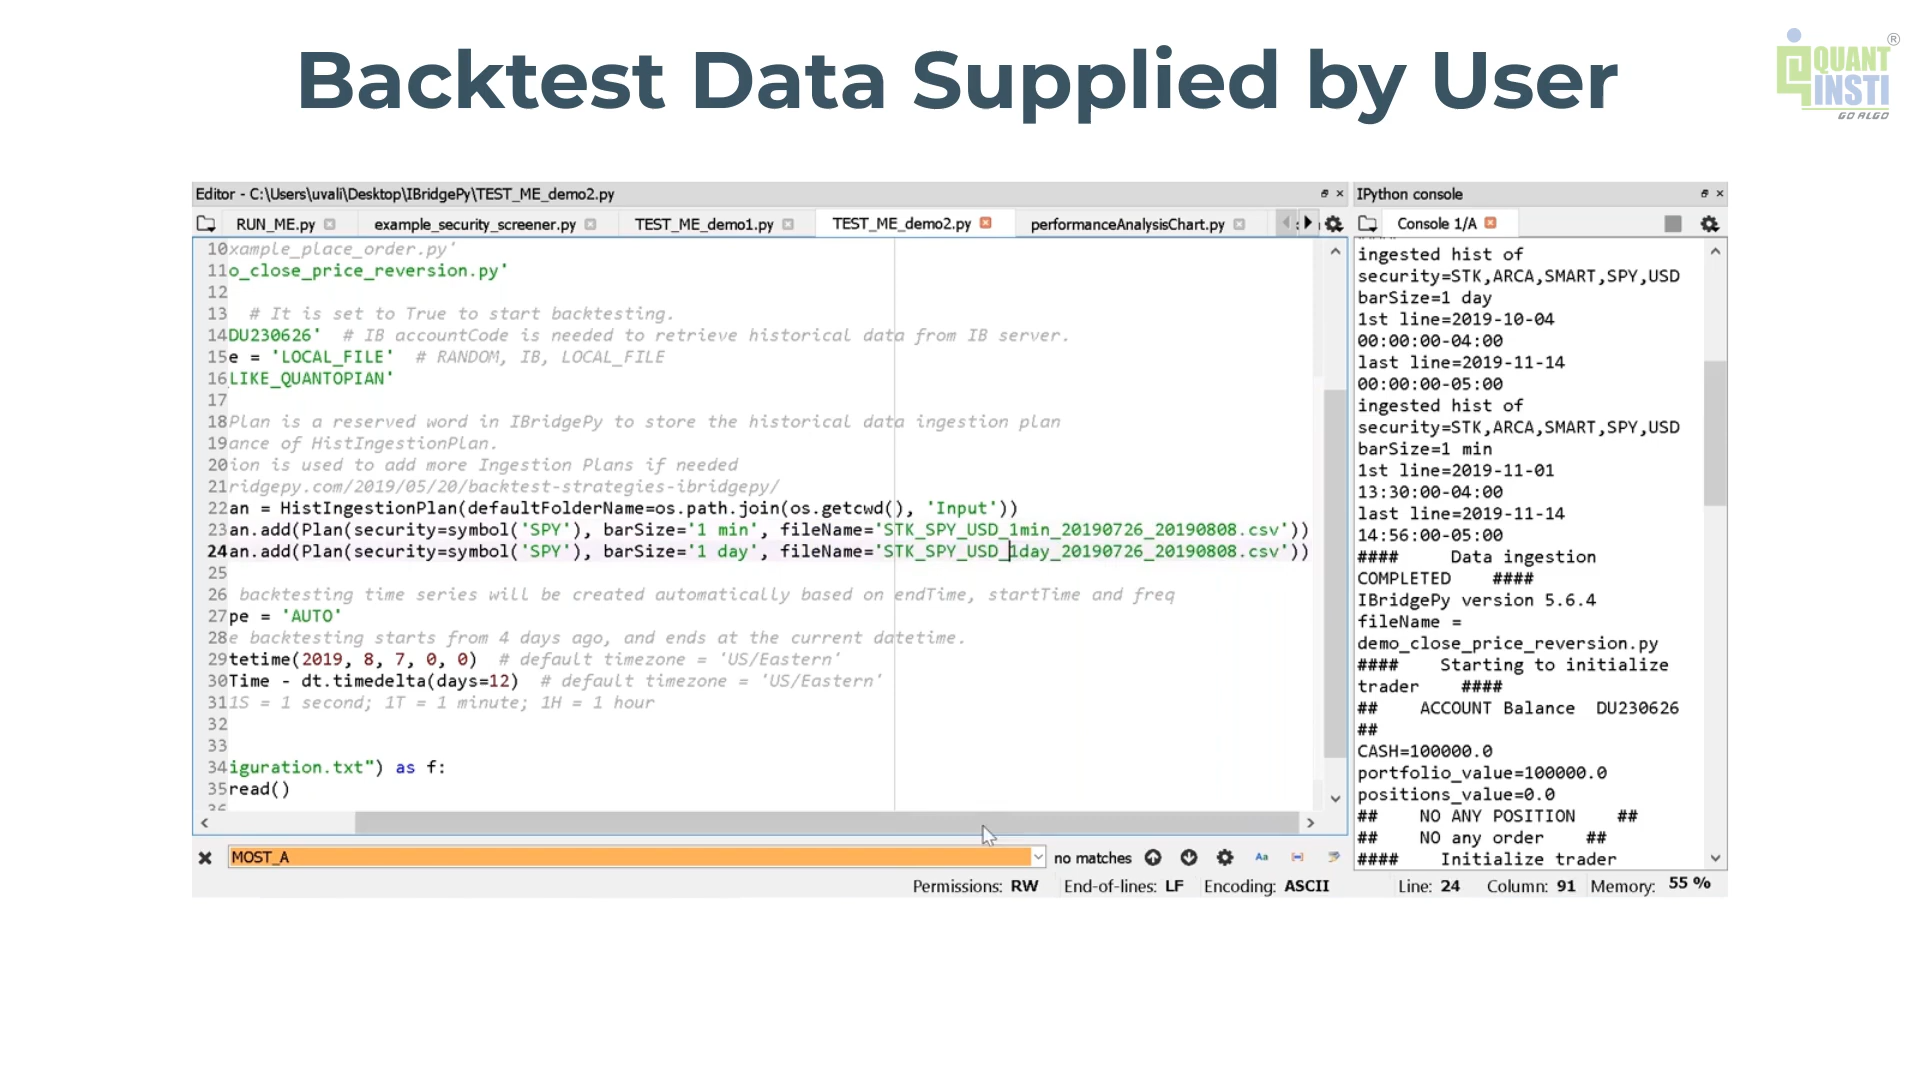 Backtest Data Supplied by User
QUANT
INSTI
®
GO ALGO
Editor - C:\Users\uvali\Desktop\IBridgePy\TEST_ME_demo2.py
RUN_ME.py
example_security_screener.py
TEST_ME_demo1.py
TEST_ME_demo2.py
performanceAnalysisChart.py
10xample_place_order.py'
11o_close_price_reversion.py'
12
13 # It is set to True to start backtesting.
14DU230626' # IB accountCode is needed to retrieve historical data from IB server.
15e = 'LOCAL_FILE' # RANDOM, IB, LOCAL_FILE
16LIKE_QUANTOPIAN'
17
18Plan is a reserved word in IBridgePy to store the historical data ingestion plan
19ance of HistIngestionPlan.
20ion is used to add more Ingestion Plans if needed
21ridgepy.com/2019/05/20/backtest-strategies-ibridgepy/
22an = HistIngestionPlan(defaultFolderName=os.path.join(os.getcwd(), 'Input'))
23an.add(Plan(security=symbol('SPY'), barSize='1 min', fileName='STK_SPY_USD_1min_20190726_20190808.csv'))
24an.add(Plan(security=symbol('SPY'), barSize='1 day', fileName='STK_SPY_USD_1day_20190726_20190808.csv'))
25
26 backtesting time series will be created automatically based on endTime, startTime and freq
27pe = 'AUTO'
28e backtesting starts from 4 days ago, and ends at the current datetime.
29tetime(2019, 8, 7, 0, 0) # default timezone = 'US/Eastern'
30Time - dt.timedelta(days=12) # default timezone = 'US/Eastern'
311S = 1 second; 1T = 1 minute; 1H = 1 hour
32
33
34iguration.txt") as f:
35read()
36
MOST_A
no matches
Aa
Permissions: RW End-of-lines: LF Encoding: ASCII
IPython console
Console 1/A
####
ingested hist of
security=STK,ARCA,SMART,SPY,USD
barSize=1 day
1st line=2019-10-04
00:00:00-04:00
last line=2019-11-14
00:00:00-05:00
ingested hist of
security=STK,ARCA,SMART,SPY,USD
barSize=1 min
1st line=2019-11-01
13:30:00-04:00
last line=2019-11-14
14:56:00-05:00
#### Data ingestion
COMPLETED ####
IBridgePy version 5.6.4
fileName =
demo_close_price_reversion.py
#### Starting to initialize
trader ####
## ACCOUNT Balance DU230626
##
CASH=100000.0
portfolio_value=100000.0
positions_value=0.0
## NO ANY POSITION ##
## NO any order ##
#### Initialize trader
Line: 24 Column: 91 Memory: 55 %